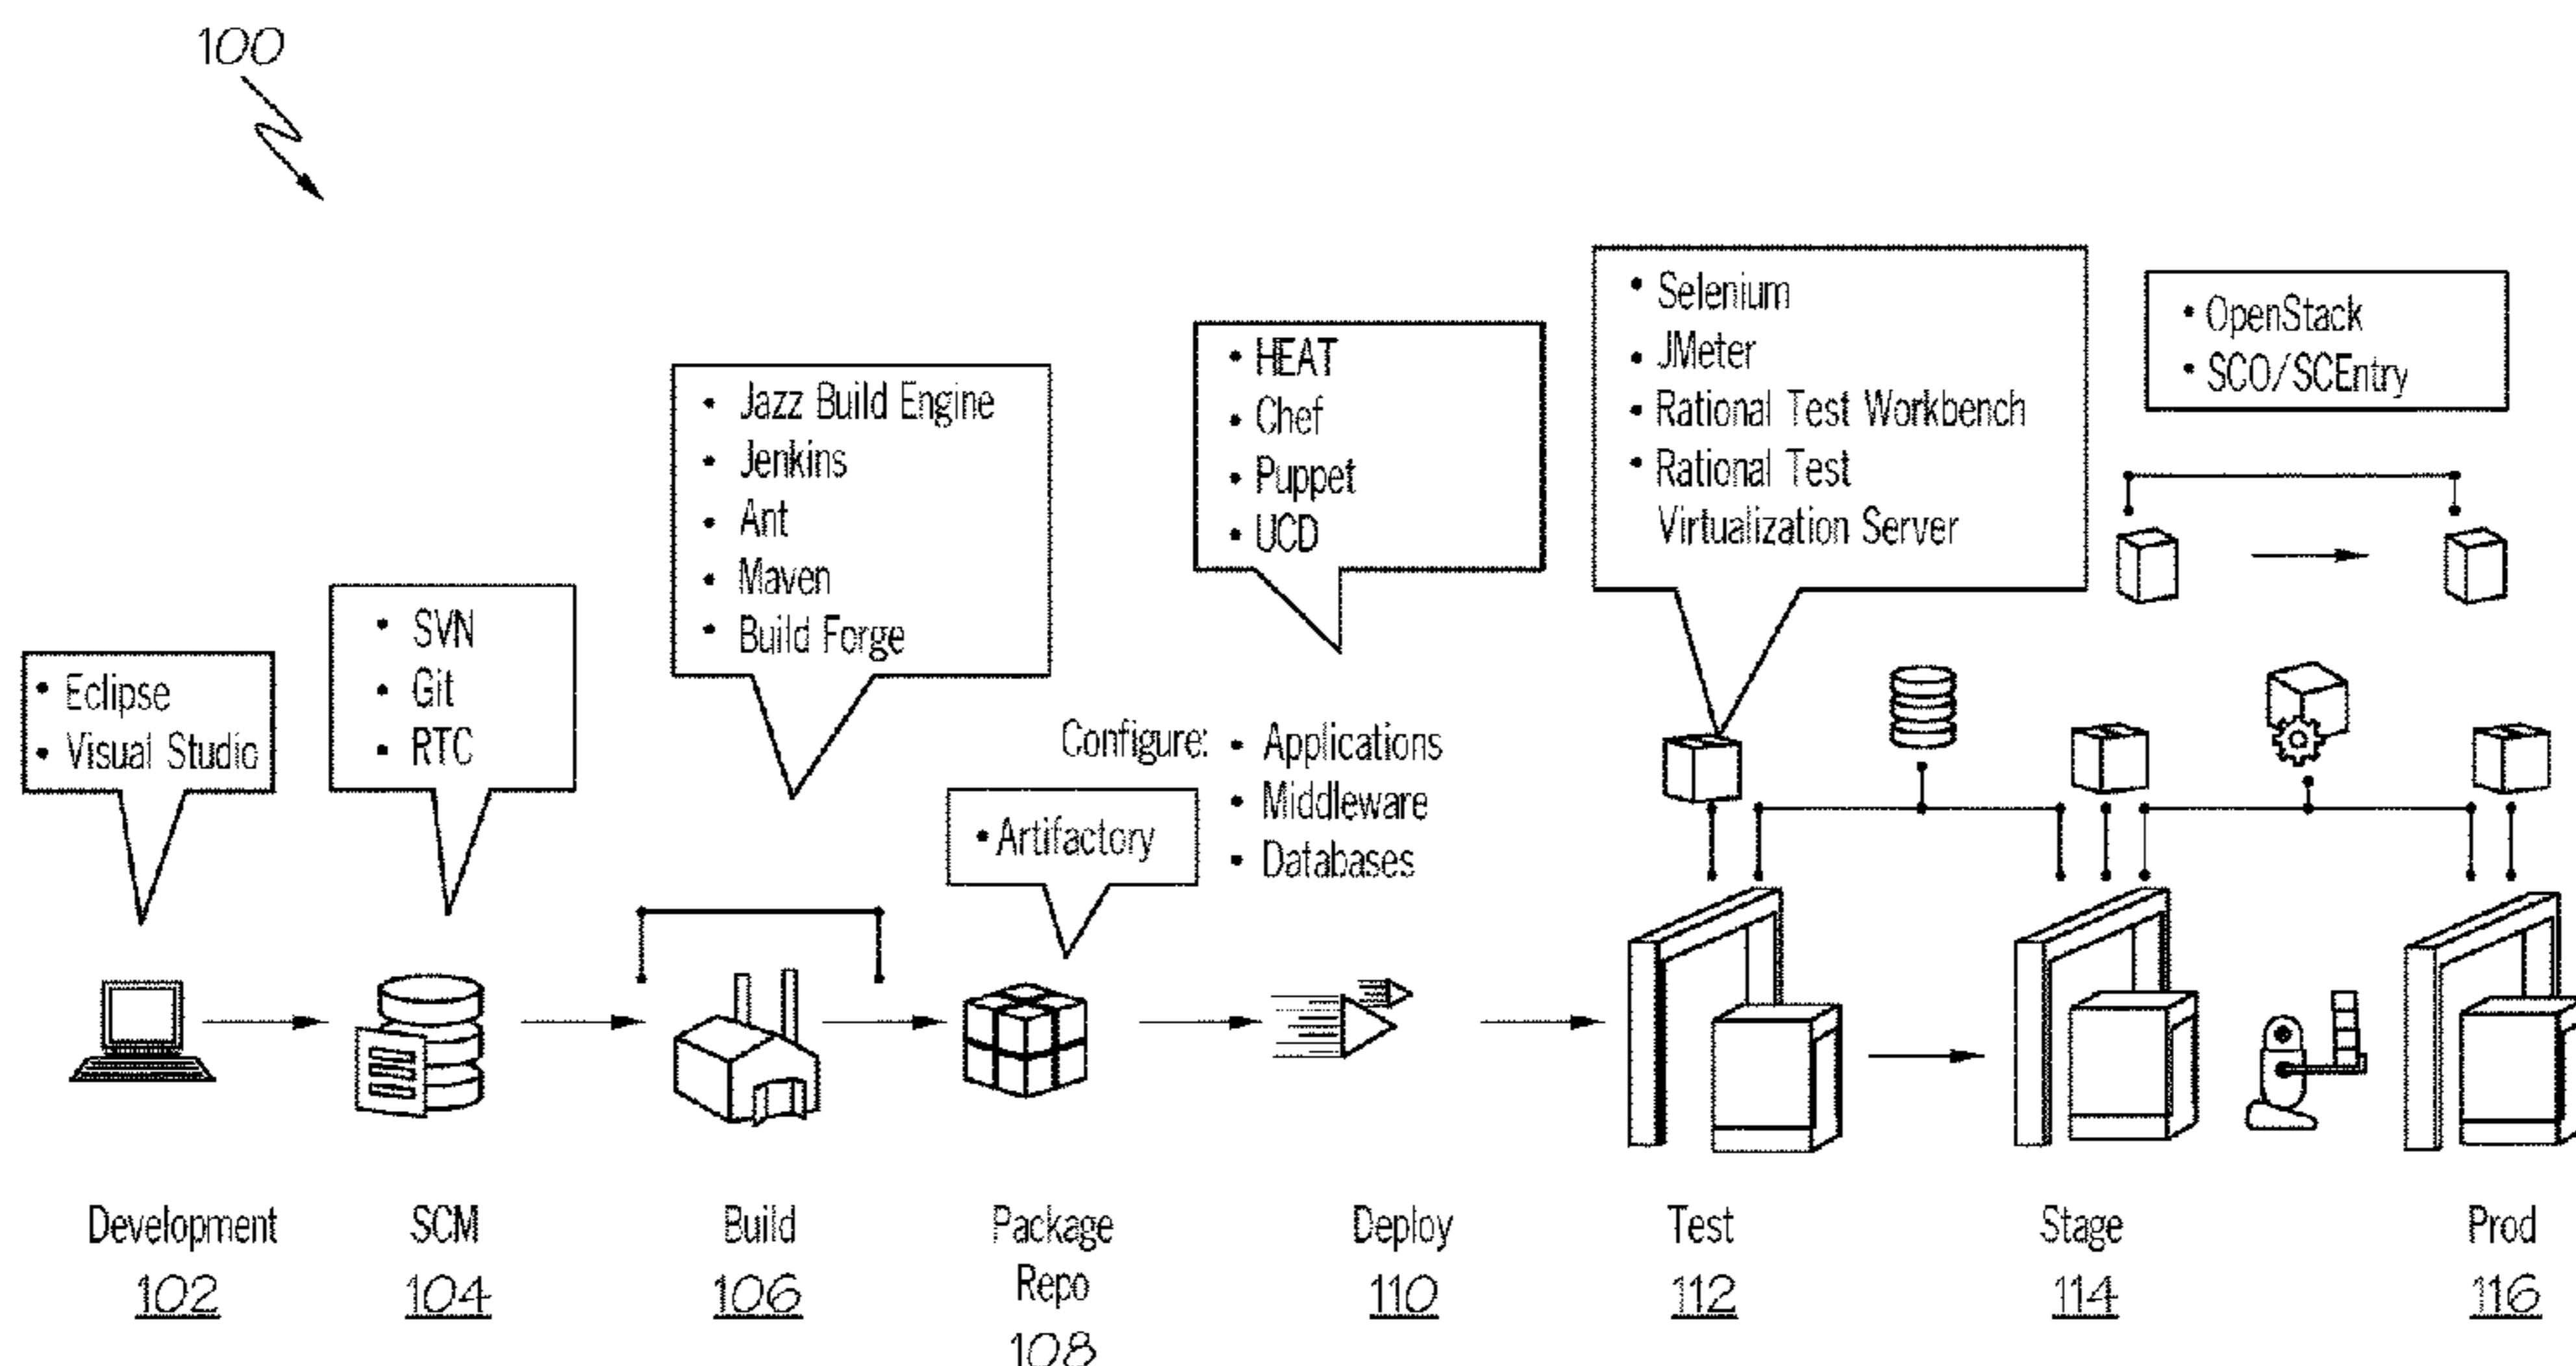 100
• Eclipse
• Visual Studio
• SVN
• Git
• RTC
• Jazz Build Engine
• Jenkins
• Ant
• Maven
• Build Forge
• Artifactory
• HEAT
• Chef
• Puppet
• UCD
Configure: • Applications
• Middleware
• Databases
• Selenium
• JMeter
• Rational Test Workbench
• Rational Test
Virtualization Server
• OpenStack
• SCO/SCEntry
Development
102
SCM
104
Build
106
Package
Repo
108
Deploy
110
Test
112
Stage
114
Prod
116